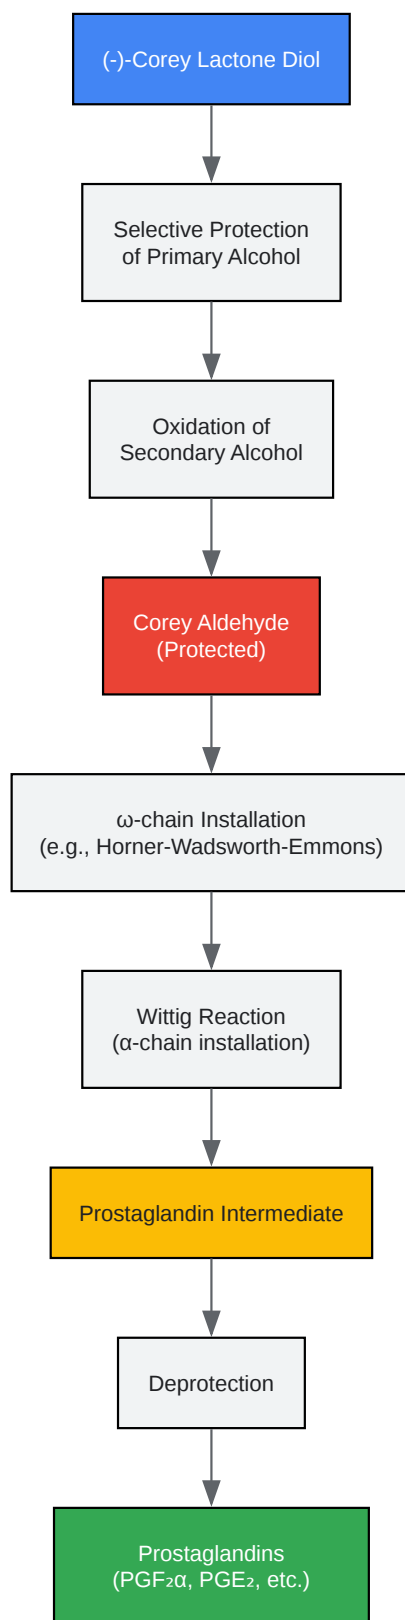 (-)-Corey Lactone Diol
Selective Protection
of Primary Alcohol
Oxidation of
Secondary Alcohol
Corey Aldehyde
(Protected)
ω-chain Installation
(e.g., Horner-Wadsworth-Emmons)
Wittig Reaction
(α-chain installation)
Prostaglandin Intermediate
Deprotection
Prostaglandins
(PGF₂α, PGE₂, etc.)